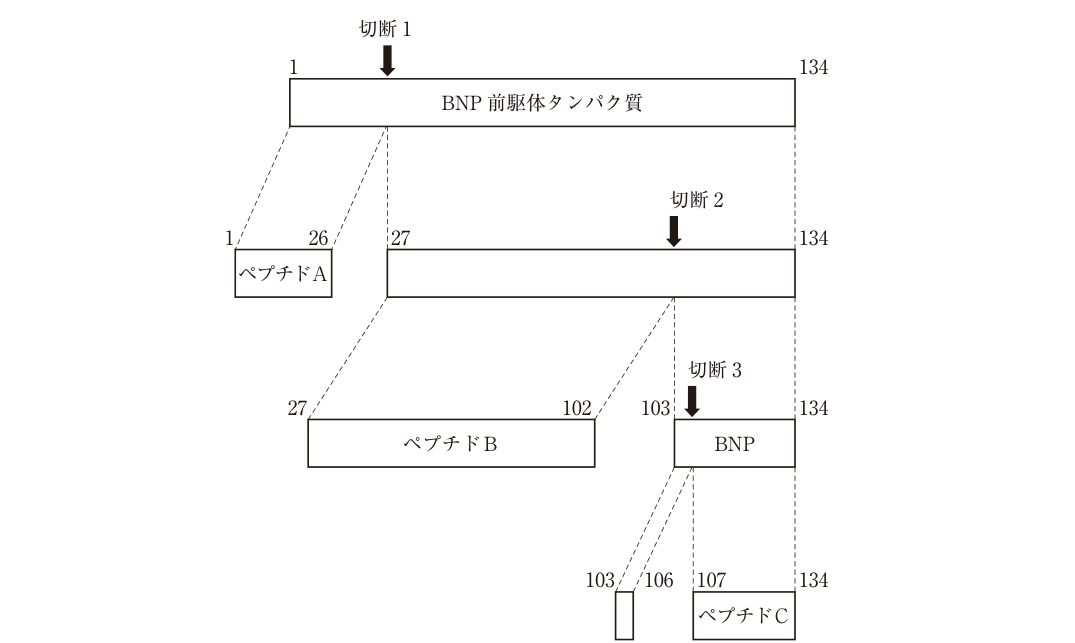 切断 1
1 134
BNP 前駆体タンパク質
切断 2
1 26 27 134
ペプチド A
切断 3
27 102 103 134
ペプチド B BNP
103 106 107 134
ペプチド C